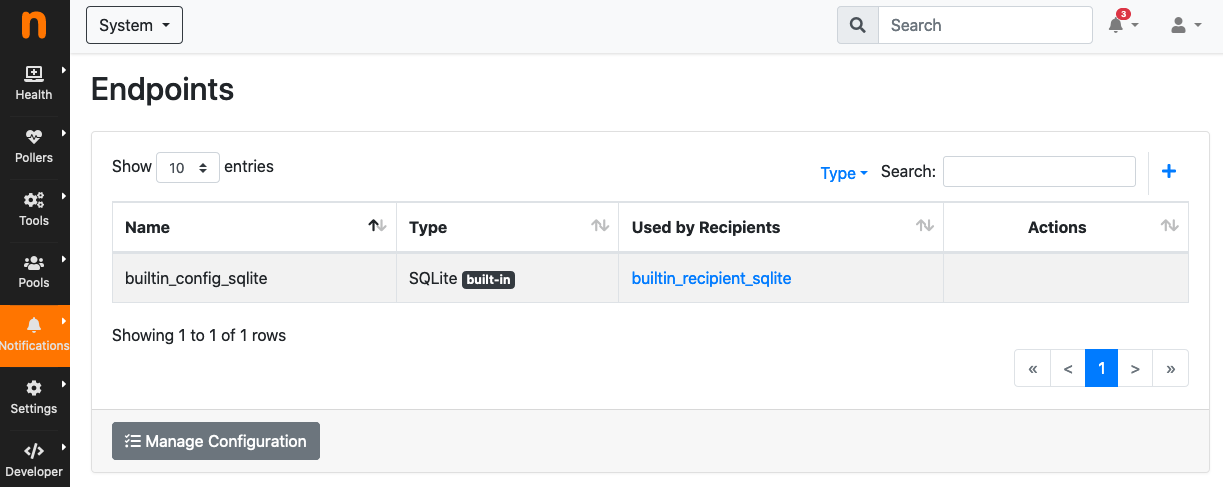 n
System
Search
3
Health
Pollers
Tools
Pools
Notifications
Settings
Developer
Endpoints
Show 10 entries
Type
Search:
+
Name Type Used by Recipients Actions
builtin_config_sqlite SQLite built-in builtin_recipient_sqlite
Showing 1 to 1 of 1 rows
« < 1 > »
Manage Configuration